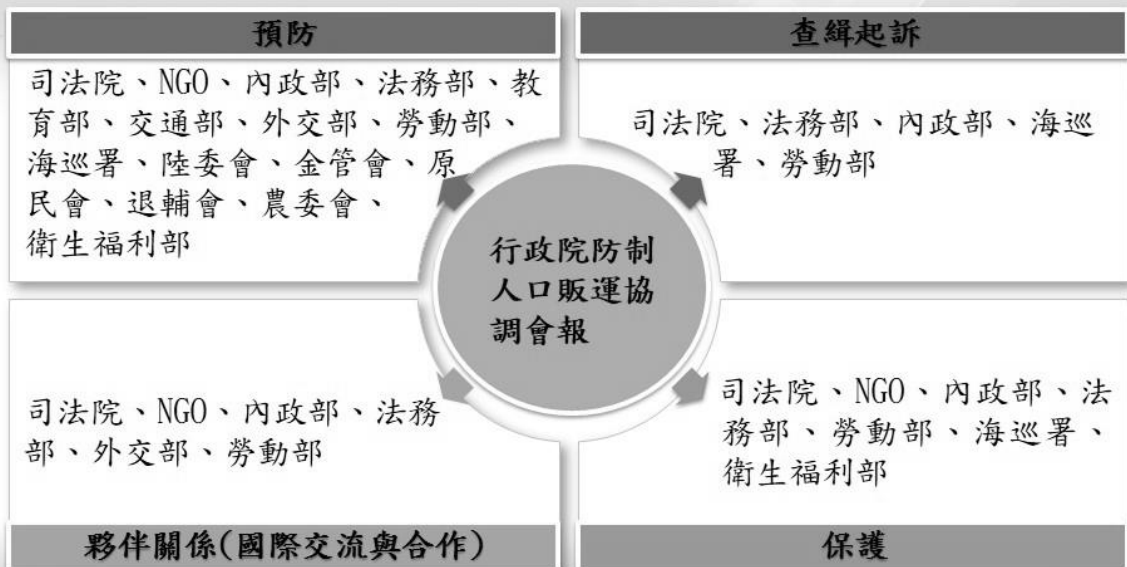 預防
司法院、NGO、內政部、法務部、教
育部、交通部、外交部、勞動部、
海巡署、陸委會、金管會、原
民會、退輔會、農委會、
衛生福利部
查緝起訴
司法院、法務部、內政部、海巡
署、勞動部
行政院防制
人口販運協
調會報
司法院、NGO、內政部、法務
部、外交部、勞動部
夥伴關係(國際交流與合作)
司法院、NGO、內政部、法
務部、勞動部、海巡署、
衛生福利部
保護